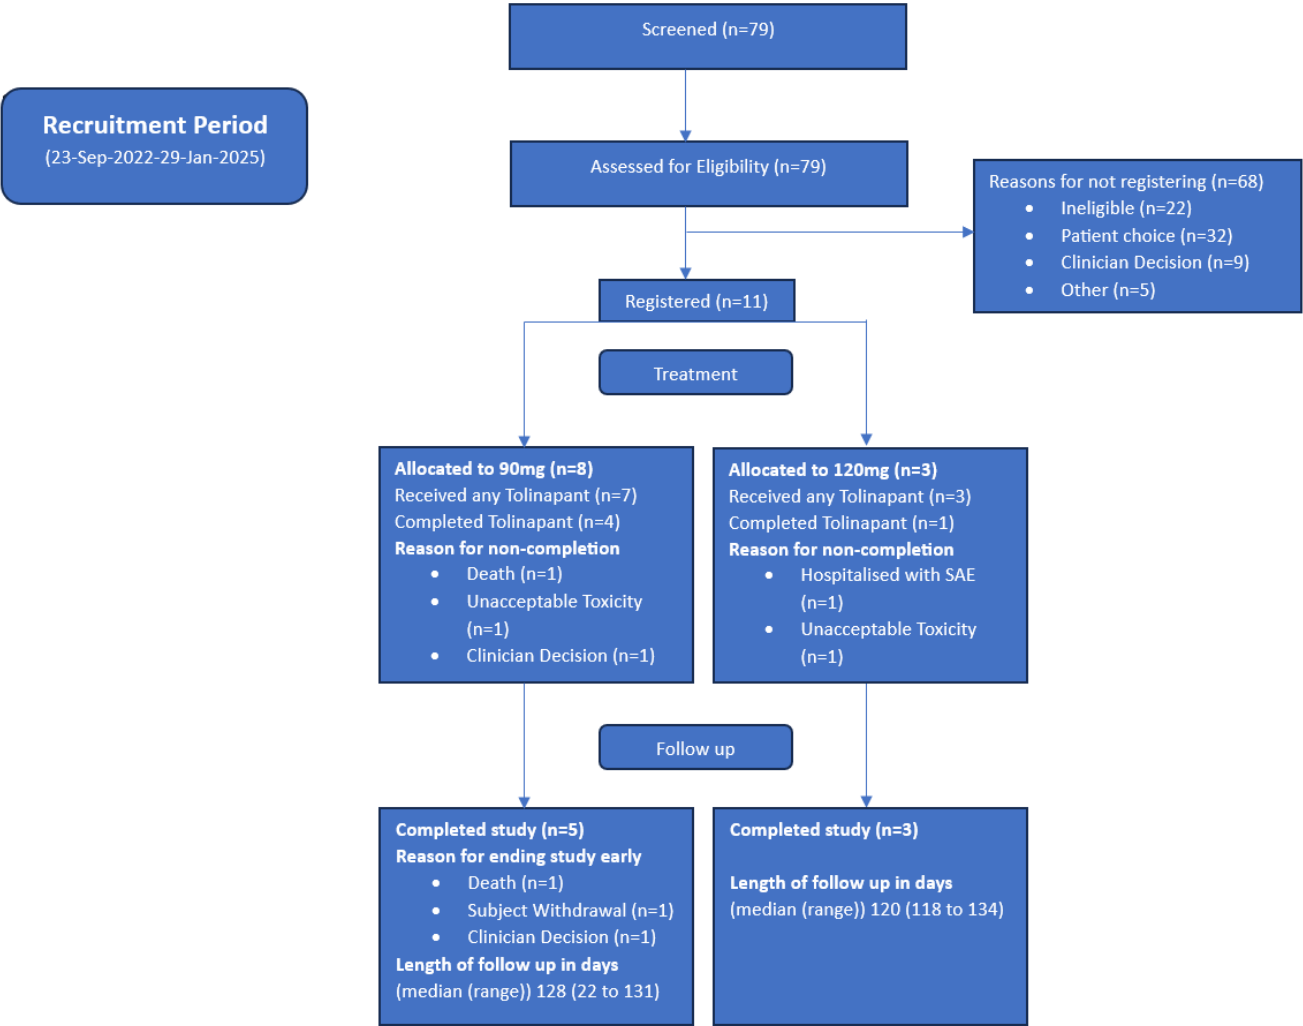 Screened (n=79)
Recruitment Period
(23-Sep-2022-29-Jan-2025)
Assessed for Eligibility (n=79)
Reasons for not registering (n=68)
• Ineligible (n=22)
• Patient choice (n=32)
• Clinician Decision (n=9)
• Other (n=5)
Registered (n=11)
Treatment
Allocated to 90mg (n=8)
Received any Tolinapant (n=7)
Completed Tolinapant (n=4)
Reason for non-completion
• Death (n=1)
• Unacceptable Toxicity
(n=1)
• Clinician Decision (n=1)
Allocated to 120mg (n=3)
Received any Tolinapant (n=3)
Completed Tolinapant (n=1)
Reason for non-completion
• Hospitalised with SAE
(n=1)
• Unacceptable Toxicity
(n=1)
Follow up
Completed study (n=5)
Reason for ending study early
• Death (n=1)
• Subject Withdrawal (n=1)
• Clinician Decision (n=1)
Length of follow up in days
(median (range)) 128 (22 to 131)
Completed study (n=3)
Length of follow up in days
(median (range)) 120 (118 to 134)